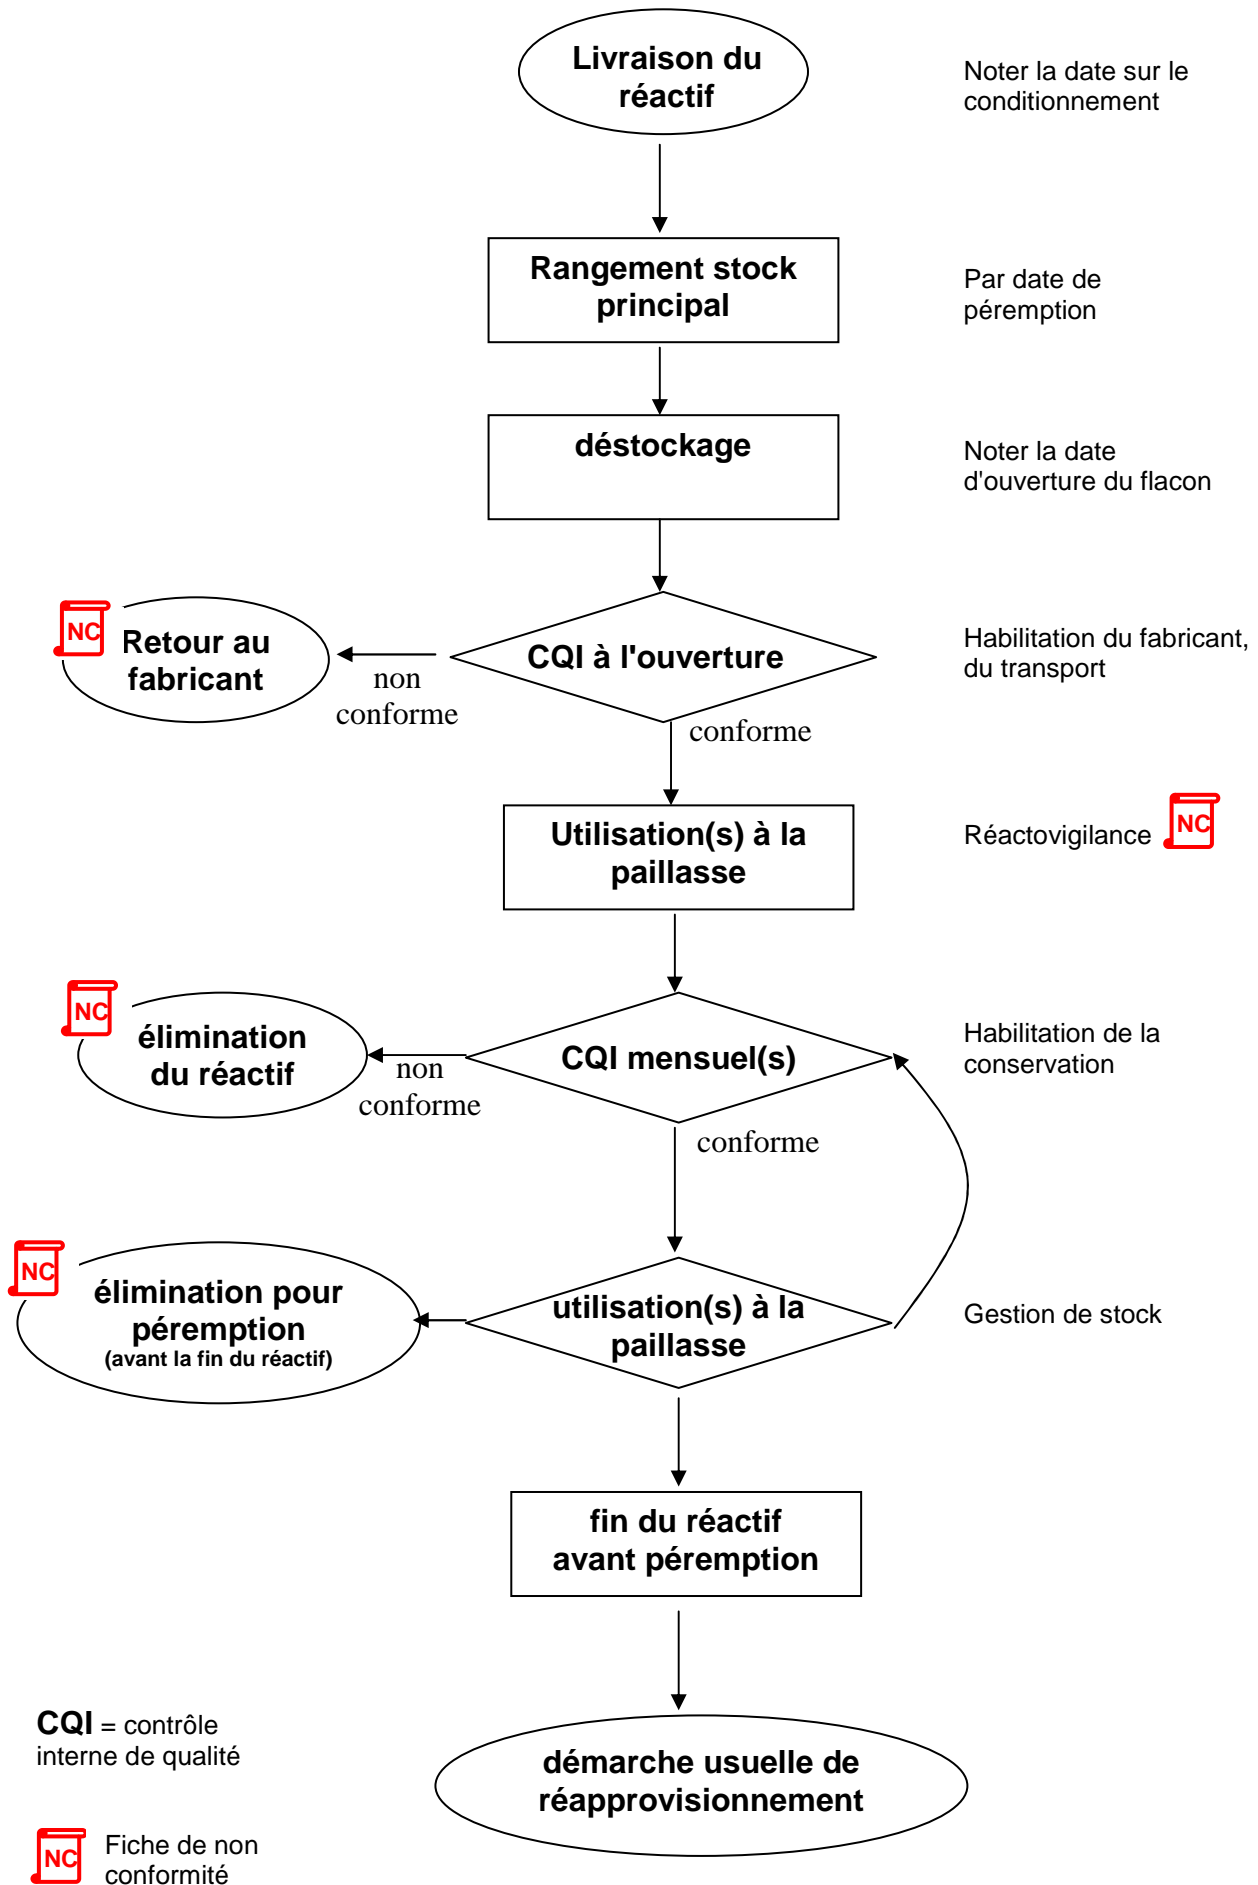 Livraison du
réactif
Noter la date sur le
conditionnement
Rangement stock
principal
Par date de
péremption
déstockage
Noter la date
d'ouverture du flacon
NC
Retour au
fabricant
non
conforme
CQI à l'ouverture
Habilitation du fabricant,
du transport
conforme
Utilisation(s) à la
paillasse
Réactovigilance
NC
NC
élimination
du réactif
non
conforme
CQI mensuel(s)
Habilitation de la
conservation
conforme
NC
élimination pour
péremption
(avant la fin du réactif)
utilisation(s) à la
paillasse
Gestion de stock
fin du réactif
avant péremption
CQI = contrôle
interne de qualité
démarche usuelle de
réapprovisionnement
NC
Fiche de non
conformité